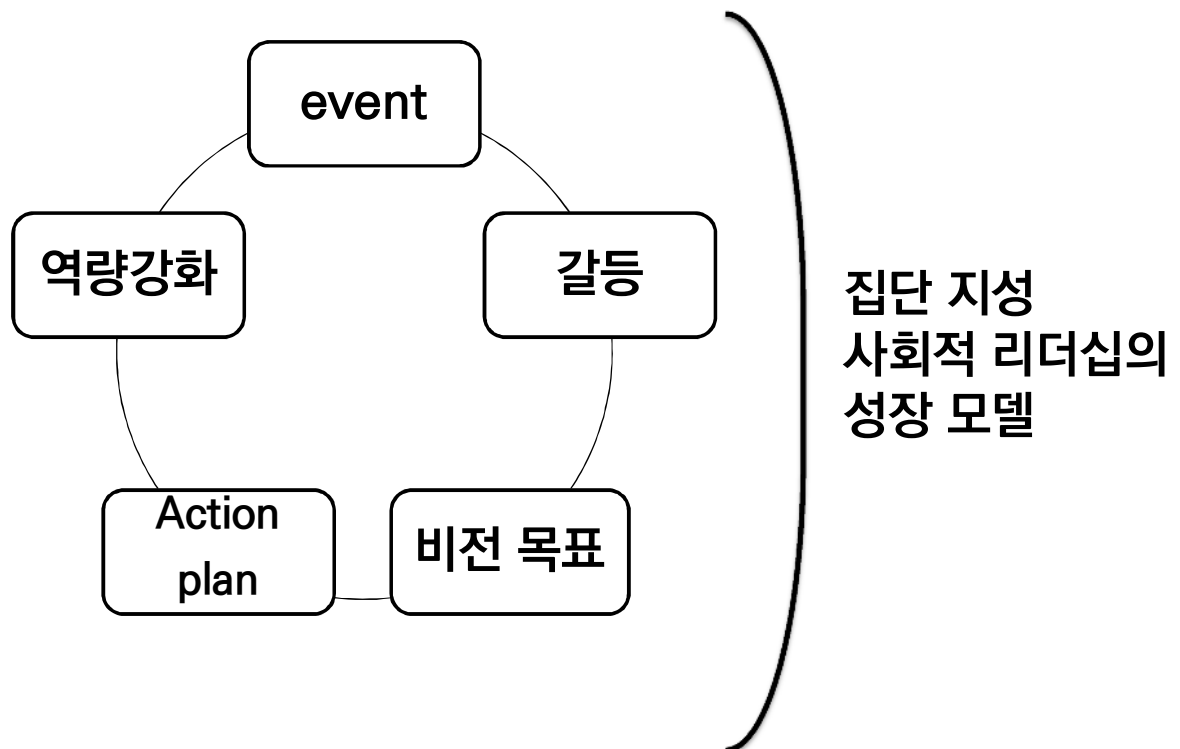 event
역량강화
갈등
Action
plan
비전 목표
집단 지성
사회적 리더십의
성장 모델